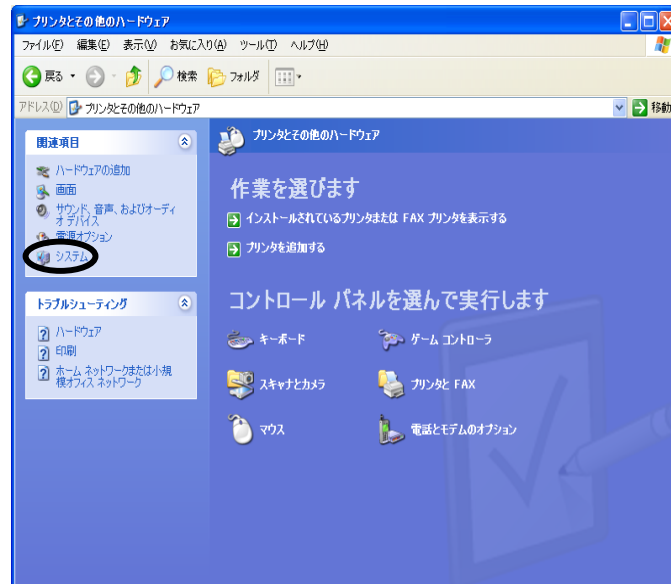 プリンタとその他のハードウェア
ファイル(F) 編集(E) 表示(V) お気に入り(A) ツール(T) ヘルプ(H)
戻る 検索 フォルダ
アドレス(D) プリンタとその他のハードウェア 移動
関連項目
ハードウェアの追加
画面
サウンド、音声、およびオーディ
オ デバイス
電源オプション
システム
トラブルシューティング
ハードウェア
印刷
ホーム ネットワークまたは小規
模オフィス ネットワーク
プリンタとその他のハードウェア
作業を選びます
インストールされているプリンタまたは FAX プリンタを表示する
プリンタを追加する
コントロール パネルを選んで実行します
キーボード ゲーム コントローラ
スキャナとカメラ プリンタと FAX
マウス 電話とモデムのオプション